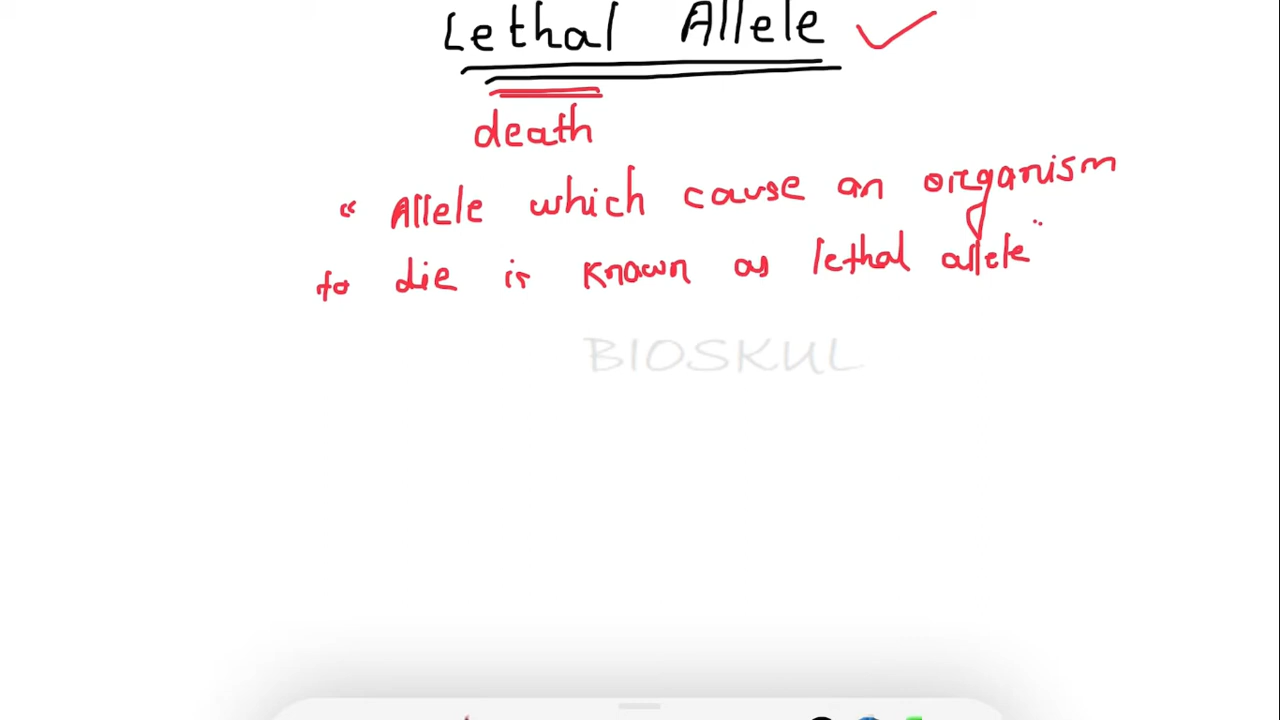 Lethal Allele
death
" Allele which cause an organism
to die is known as lethal allele"
BIOSKUL